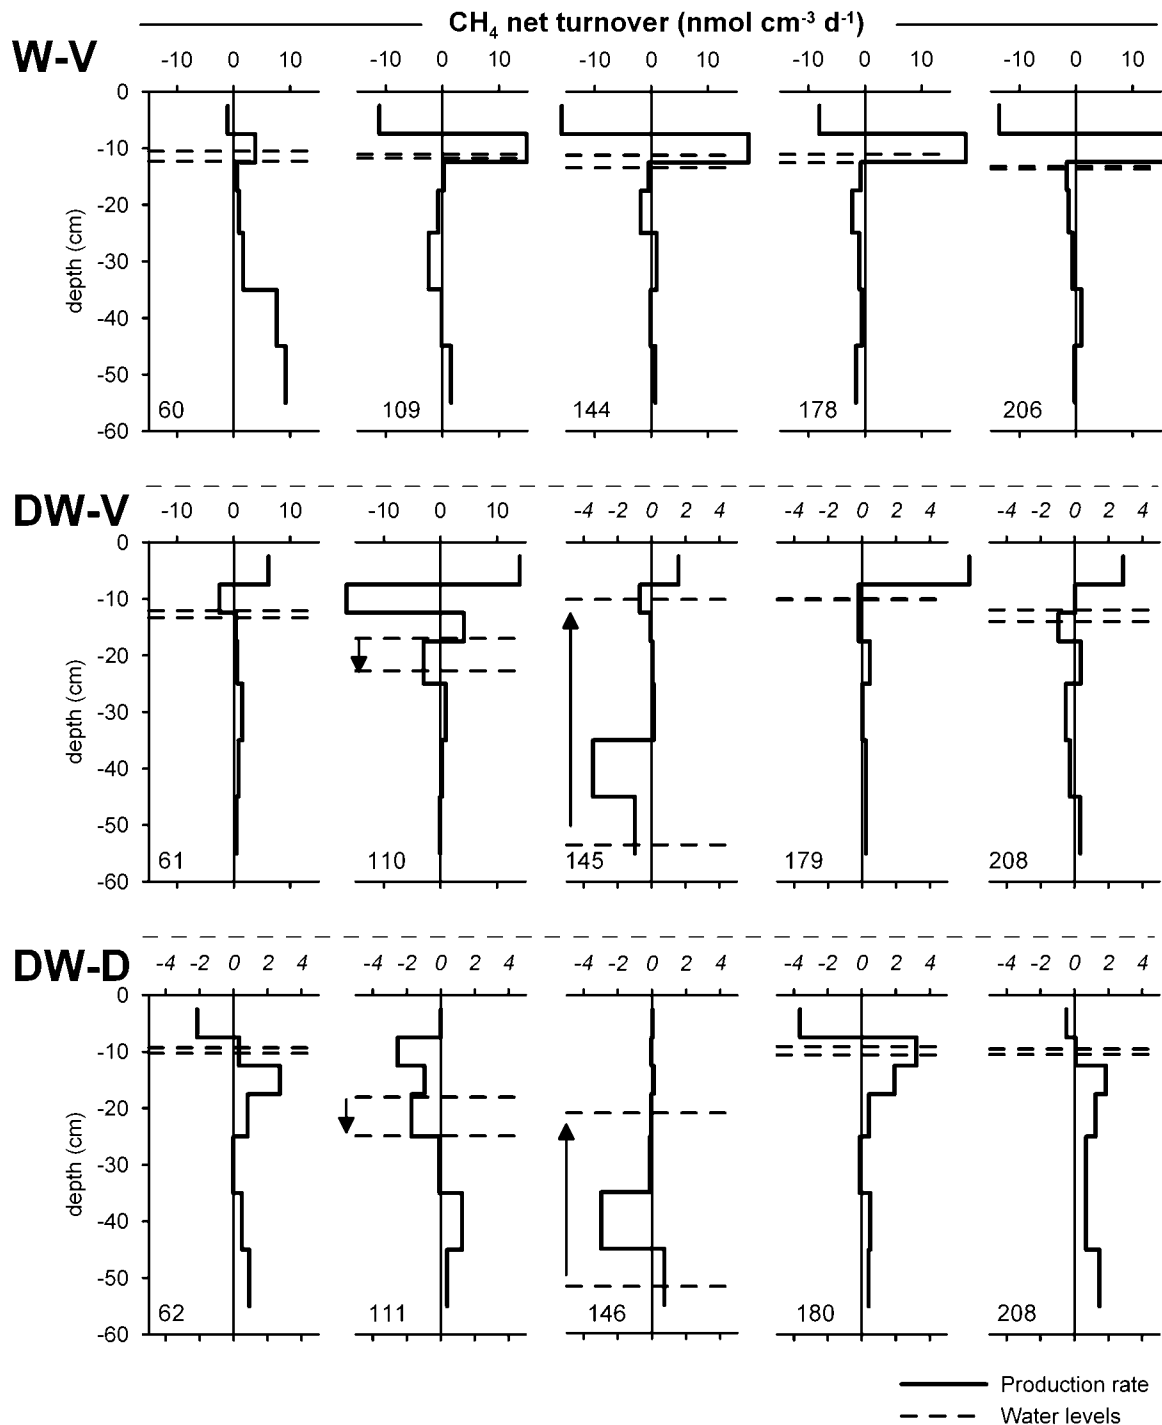 CH₄ net turnover (nmol cm⁻³ d⁻¹)
W-V
-10 0 10 -10 0 10 -10 0 10 -10 0 10 -10 0 10
0
-10
-20
-30
-40
-50
-60
depth (cm)
60 109 144 178 206
DW-V
-10 0 10 -10 0 10 -4 -2 0 2 4 -4 -2 0 2 4 -4 -2 0 2 4
0
-10
-20
-30
-40
-50
-60
depth (cm)
61 110 145 179 208
DW-D
-4 -2 0 2 4 -4 -2 0 2 4 -4 -2 0 2 4 -4 -2 0 2 4 -4 -2 0 2 4
0
-10
-20
-30
-40
-50
-60
depth (cm)
62 111 146 180 208
Production rate
Water levels